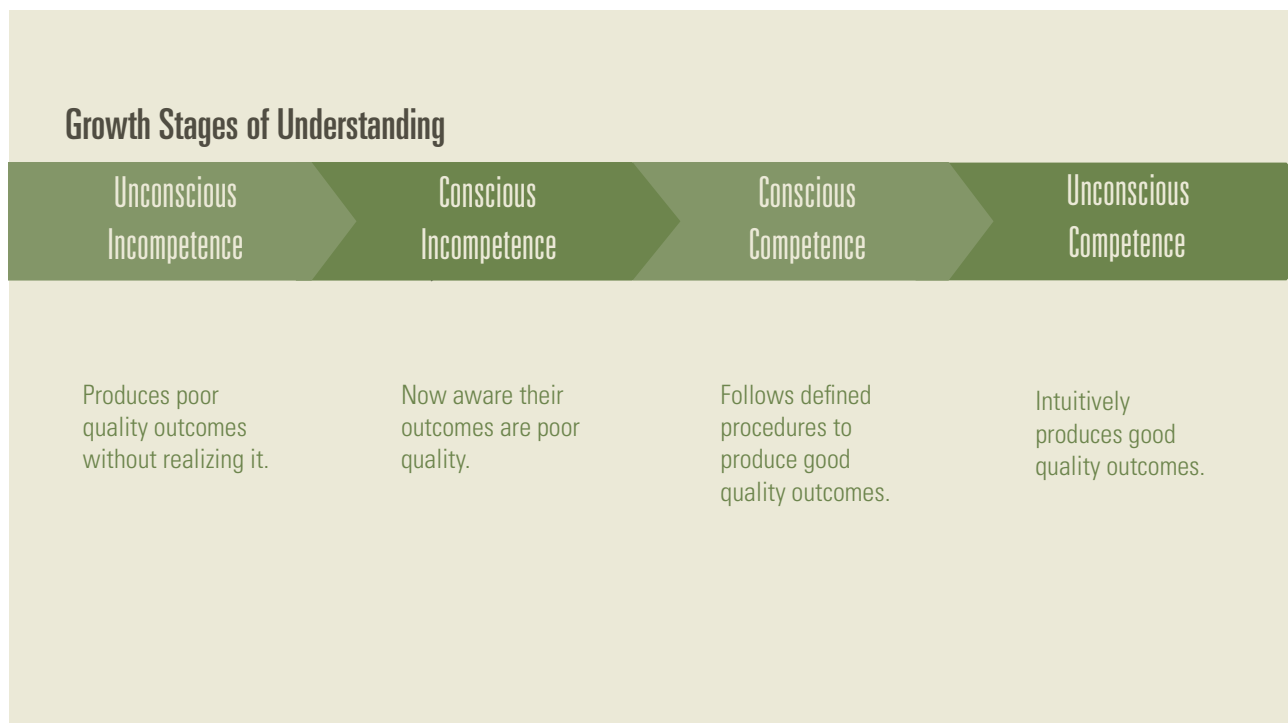 Growth Stages of Understanding
Unconscious
Incompetence
Conscious
Incompetence
Conscious
Competence
Unconscious
Competence
Produces poor
quality outcomes
without realizing it.
Now aware their
outcomes are poor
quality.
Follows defined
procedures to
produce good
quality outcomes.
Intuitively
produces good
quality outcomes.